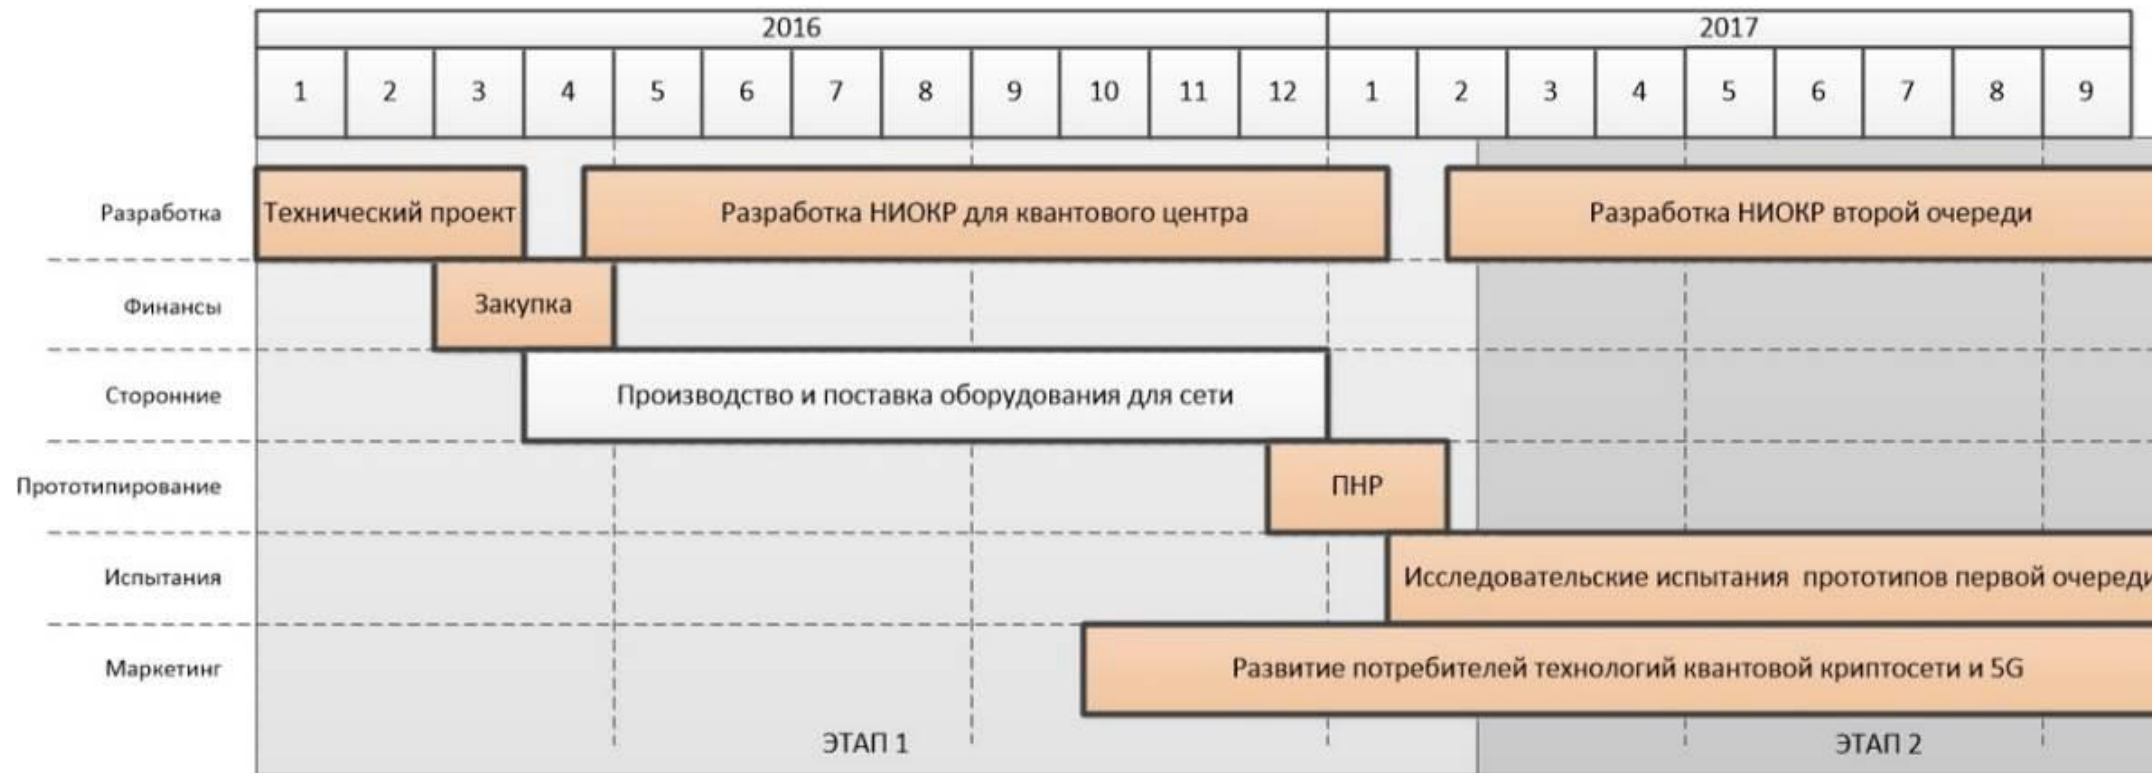 2016 2017
1 2 3 4 5 6 7 8 9 10 11 12 1 2 3 4 5 6 7 8 9
Разработка Технический проект Разработка НИОКР для квантового центра Разработка НИОКР второй очереди
Финансы Закупка
Сторонние Производство и поставка оборудования для сети
Прототипирование ПНР
Испытания Исследовательские испытания прототипов первой очереди
Маркетинг Развитие потребителей технологий квантовой криптосети и 5G
ЭТАП 1 ЭТАП 2